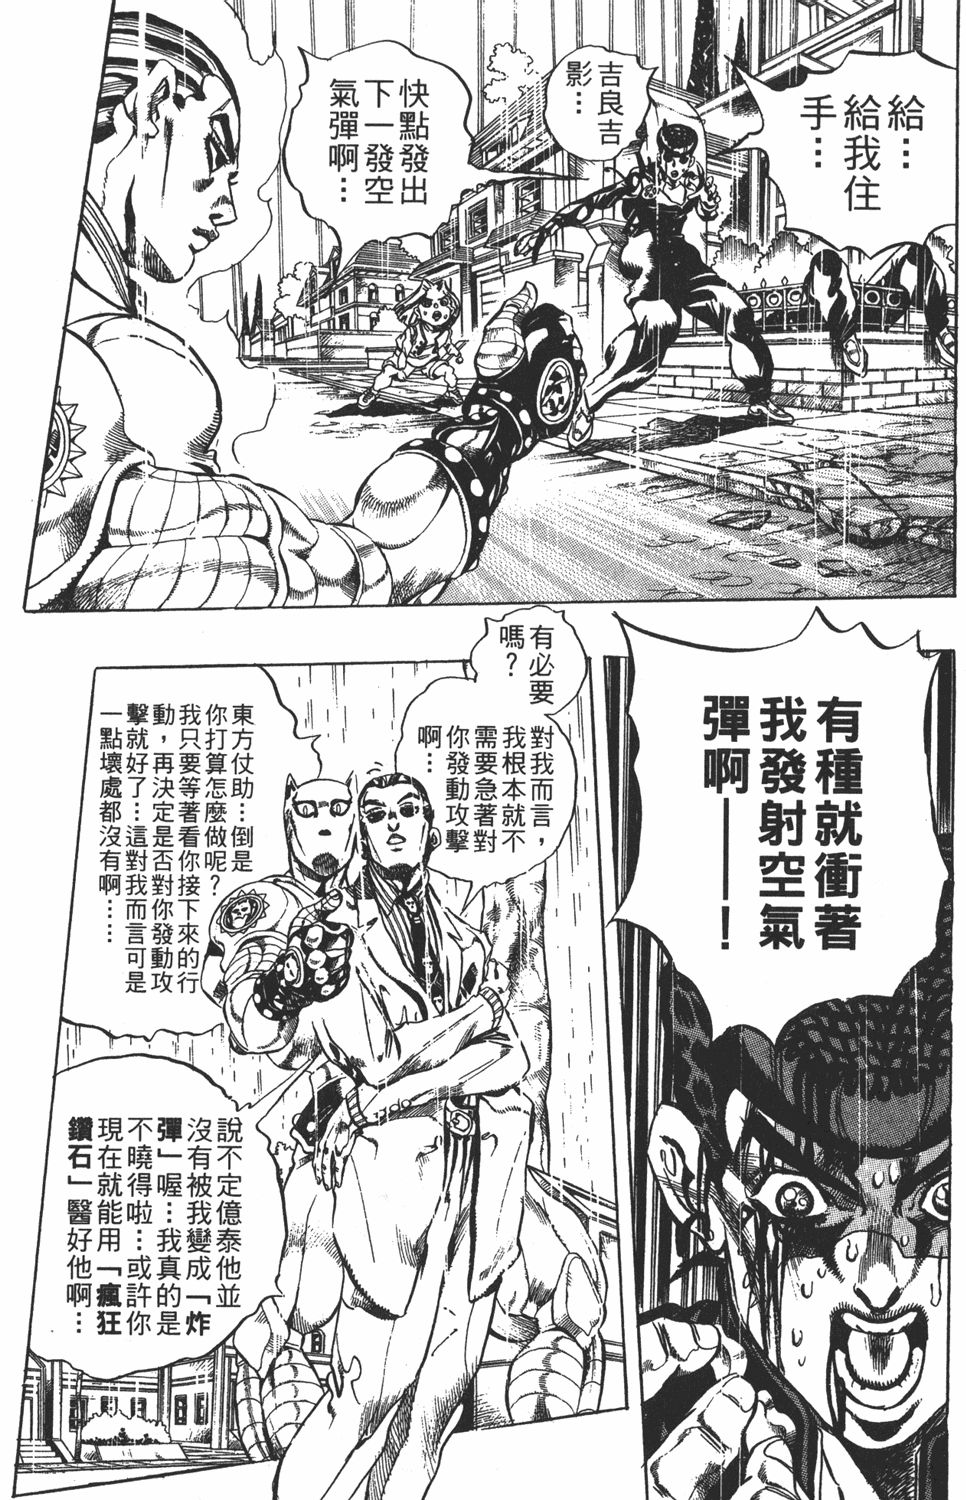 給…
給我住
手…
吉良吉
影…
快點發出
下一發空
氣彈啊…
有種就衝著
我發射空氣
彈啊——！
有必要
嗎？
對我而言，
我根本就不
需要急著對
你發動攻擊
啊…
東方仗助…倒是
你打算怎麼做呢？
我只要等著看你接下來的行
動，再決定是否對你發動攻
擊就好了…這對我而言可是
一點壞處都沒有啊……
說不定億泰他並
沒有被我變成「炸
彈」喔…我真的是
不曉得啦…或許你
現在就能用「瘋狂
鑽石」醫好他啊…